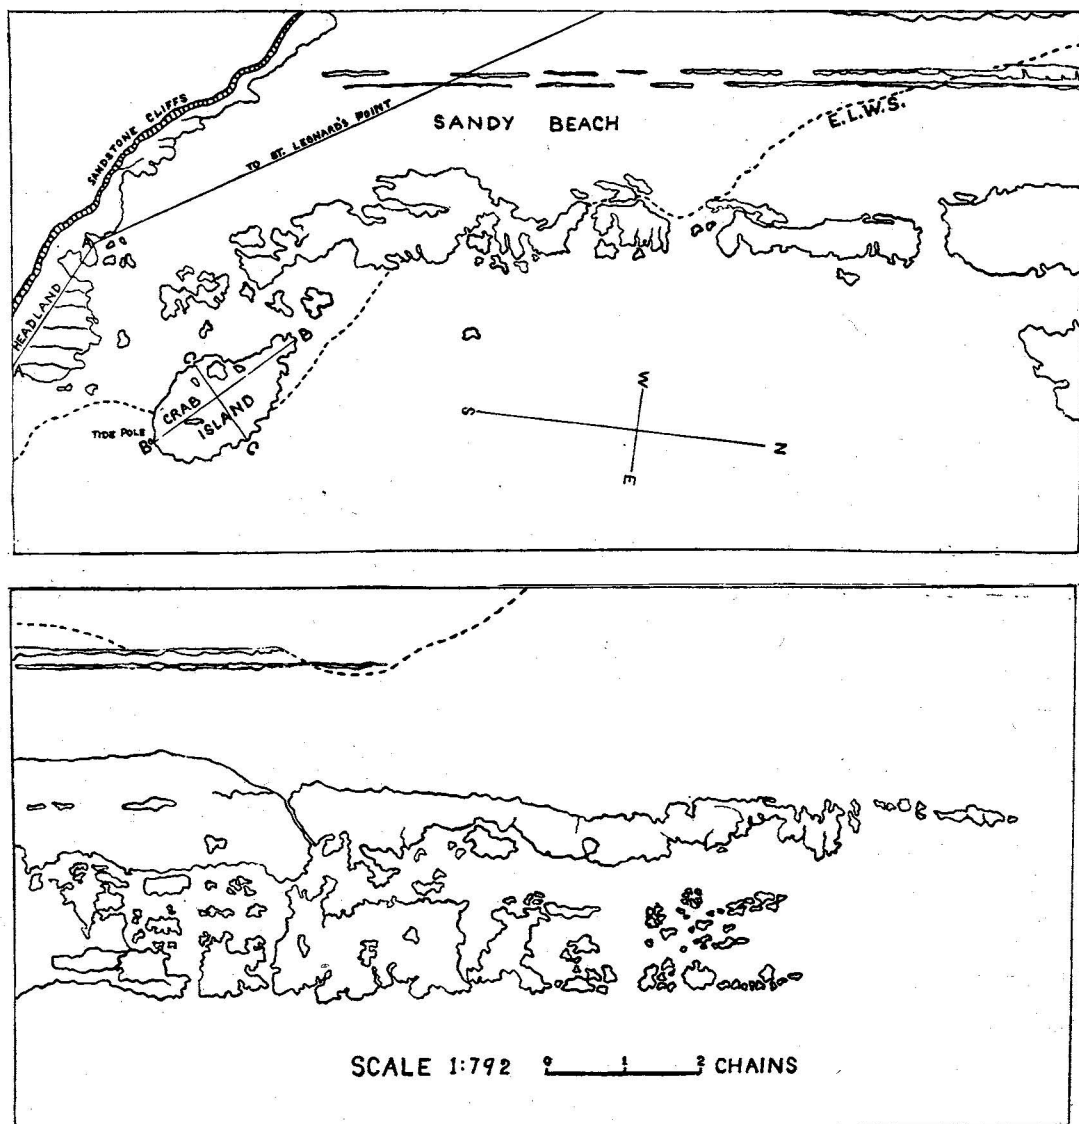 SANDSTONE CLIFFS
TO ST. LEONARD'S POINT
SANDY BEACH
E.L.W.S.
HEADLAND
A
A
B
C
CRAB
ISLAND
TIDE POLE
B
C
W
S
N
E
SCALE 1:792 0 1 2 CHAINS